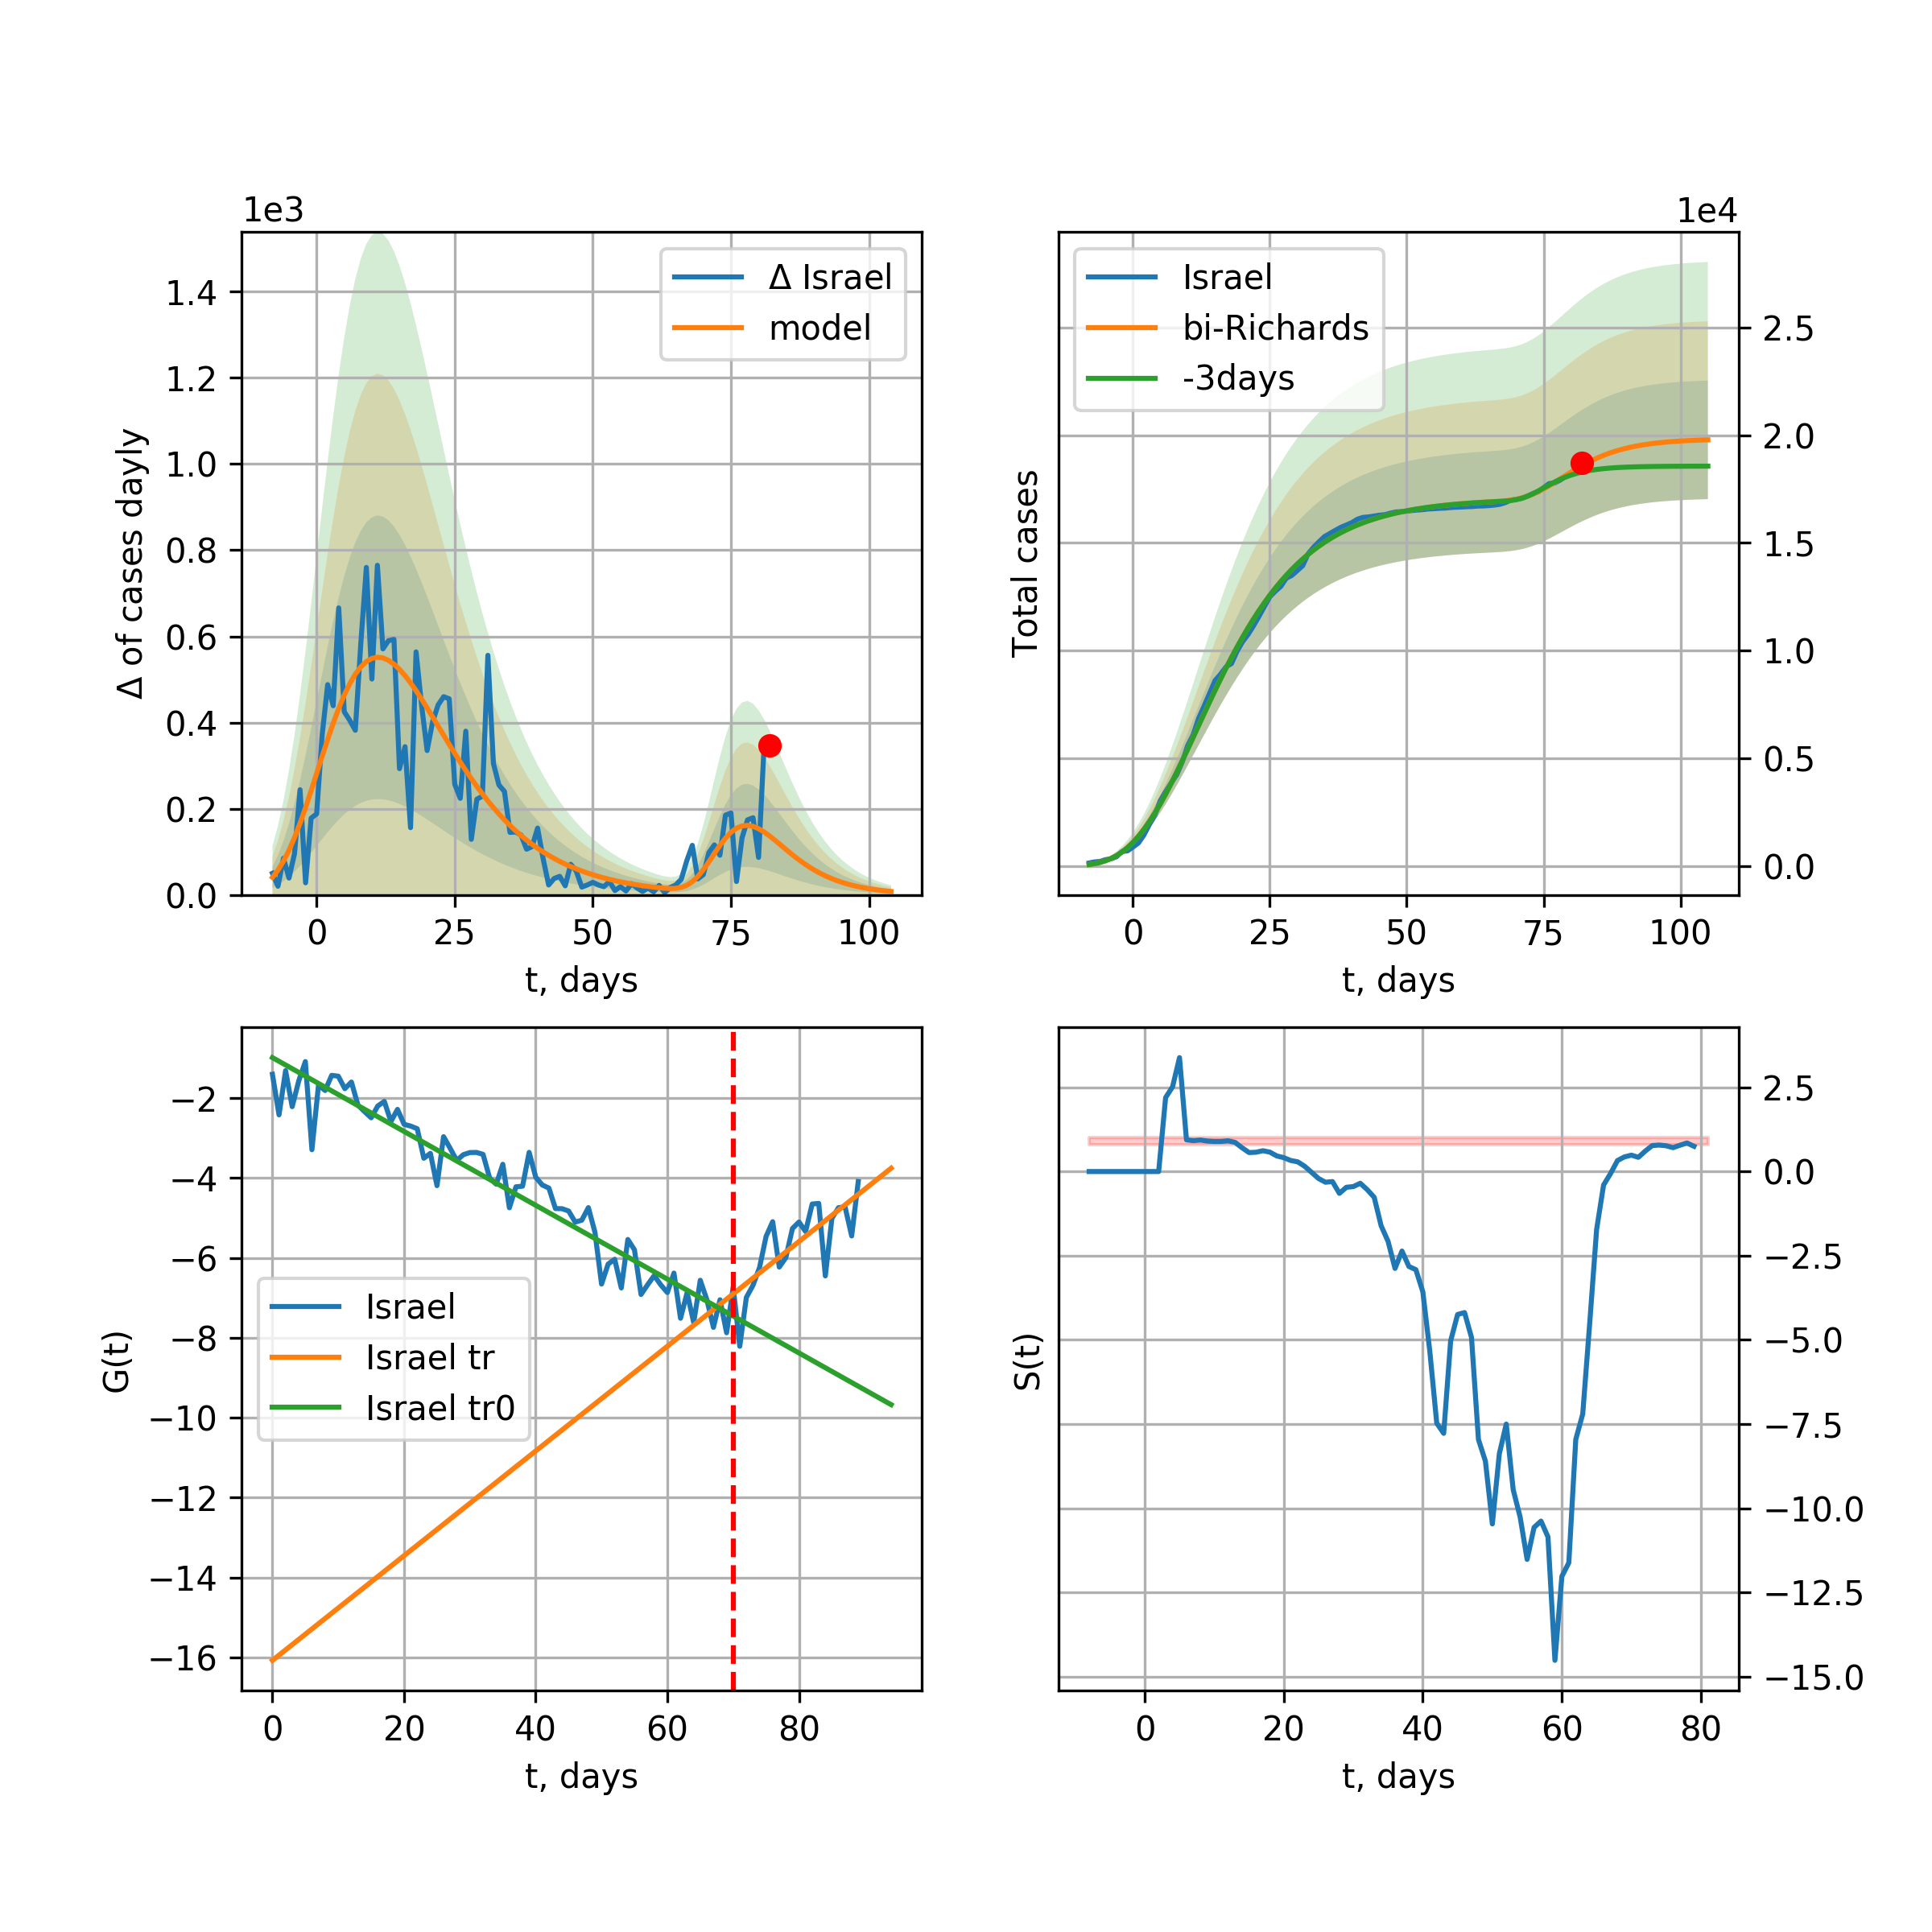 1e3
Δ of cases dayly
1.4
1.2
1.0
0.8
0.6
0.4
0.2
0.0
Δ Israel
model
0
25
50
75
100
t, days
1e4
Total cases
Israel
bi-Richards
-3days
2.5
2.0
1.5
1.0
0.5
0.0
0
25
50
75
100
t, days
G(t)
−2
−4
−6
−8
−10
−12
−14
−16
Israel
Israel tr
Israel tr0
0
20
40
60
80
t, days
S(t)
2.5
0.0
−2.5
−5.0
−7.5
−10.0
−12.5
−15.0
0
20
40
60
80
t, days